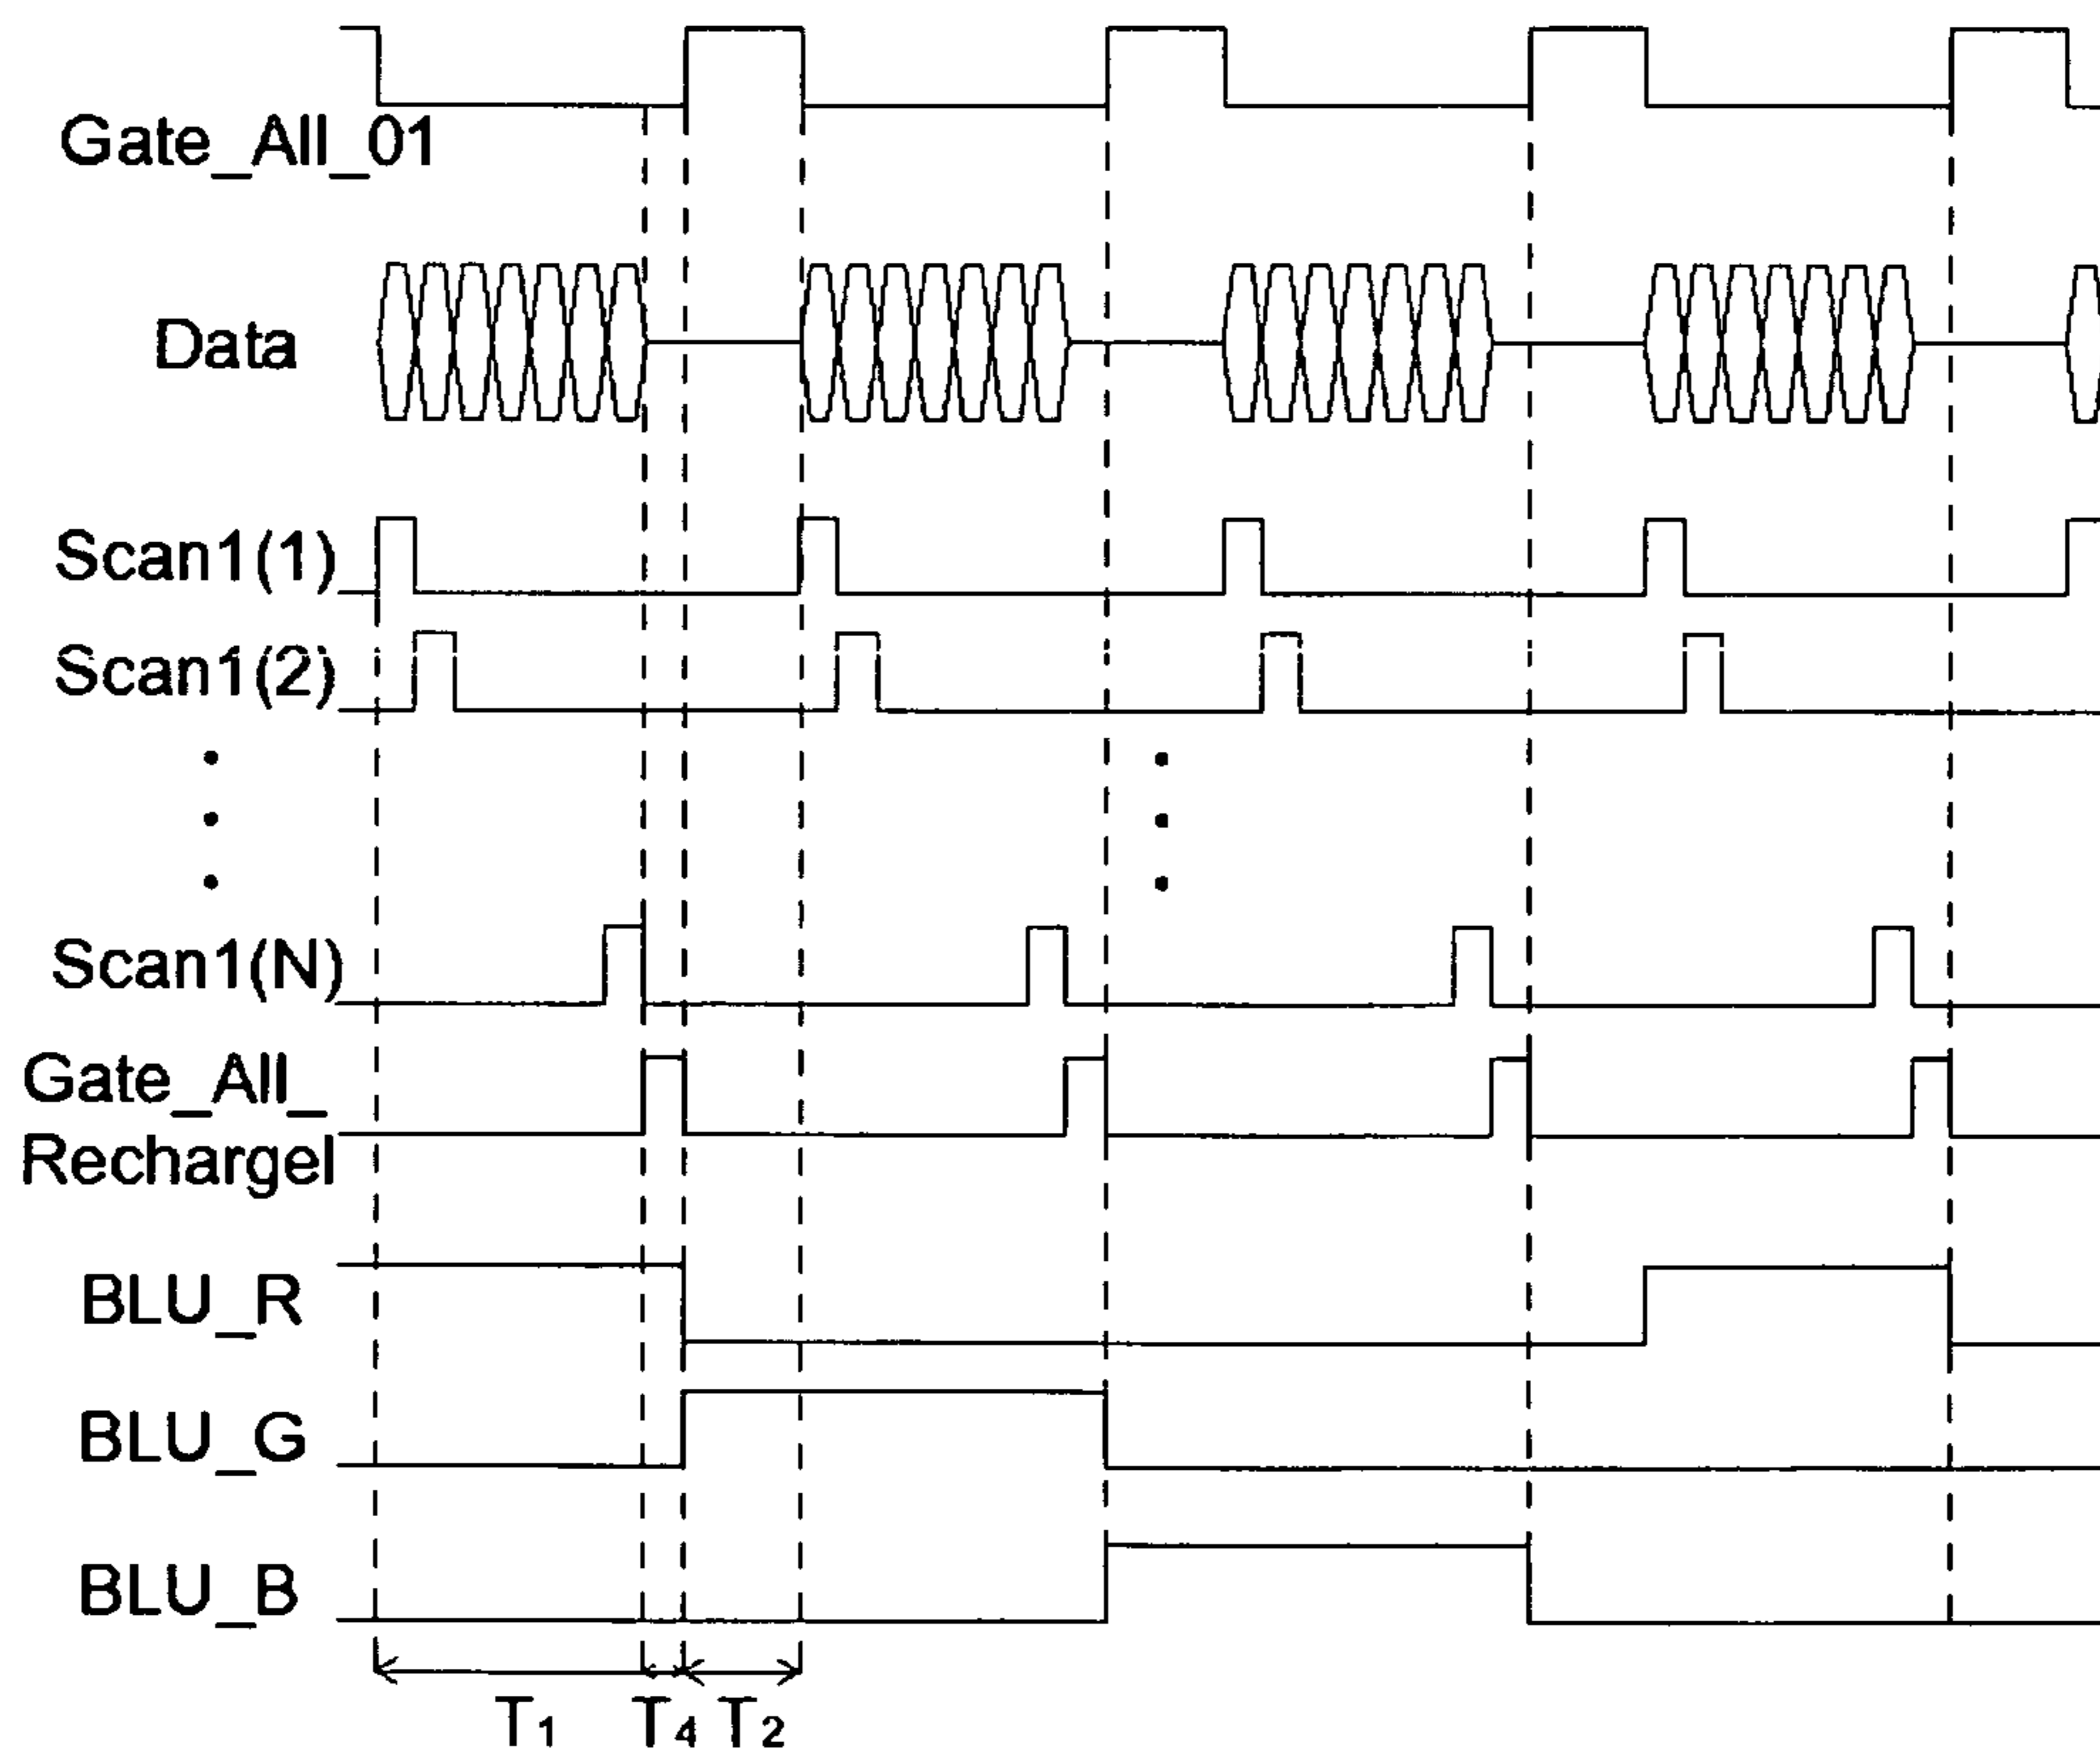 Gate_All_01
Data
Scan1(1)
Scan1(2)
Scan1(N)
Gate_All_
Rechargel
BLU_R
BLU_G
BLU_B
T1 T4 T2